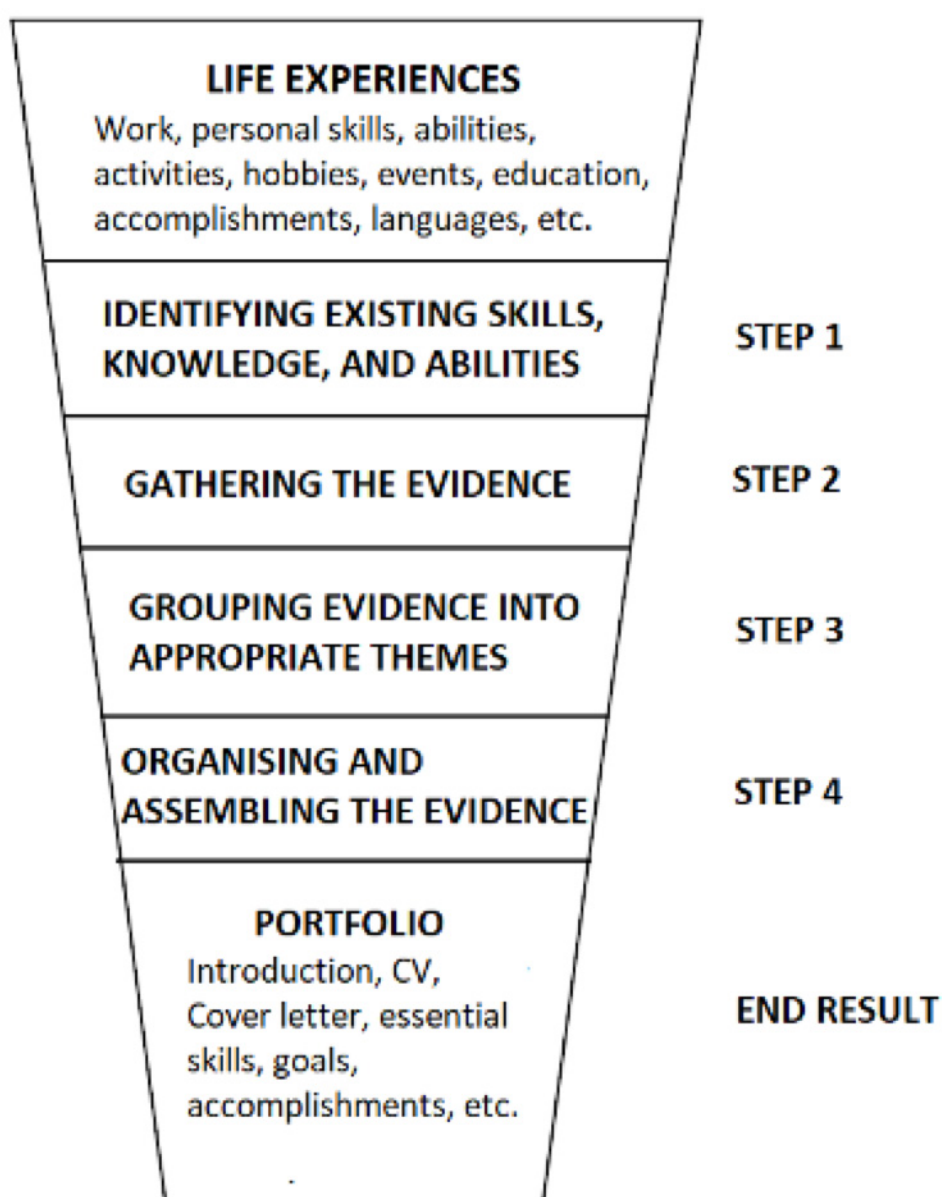 LIFE EXPERIENCES
Work, personal skills, abilities,
activities, hobbies, events, education,
accomplishments, languages, etc.
IDENTIFYING EXISTING SKILLS,
KNOWLEDGE, AND ABILITIES
STEP 1
GATHERING THE EVIDENCE
STEP 2
GROUPING EVIDENCE INTO
APPROPRIATE THEMES
STEP 3
ORGANISING AND
ASSEMBLING THE EVIDENCE
STEP 4
PORTFOLIO
Introduction, CV,
Cover letter, essential
skills, goals,
accomplishments, etc.
END RESULT